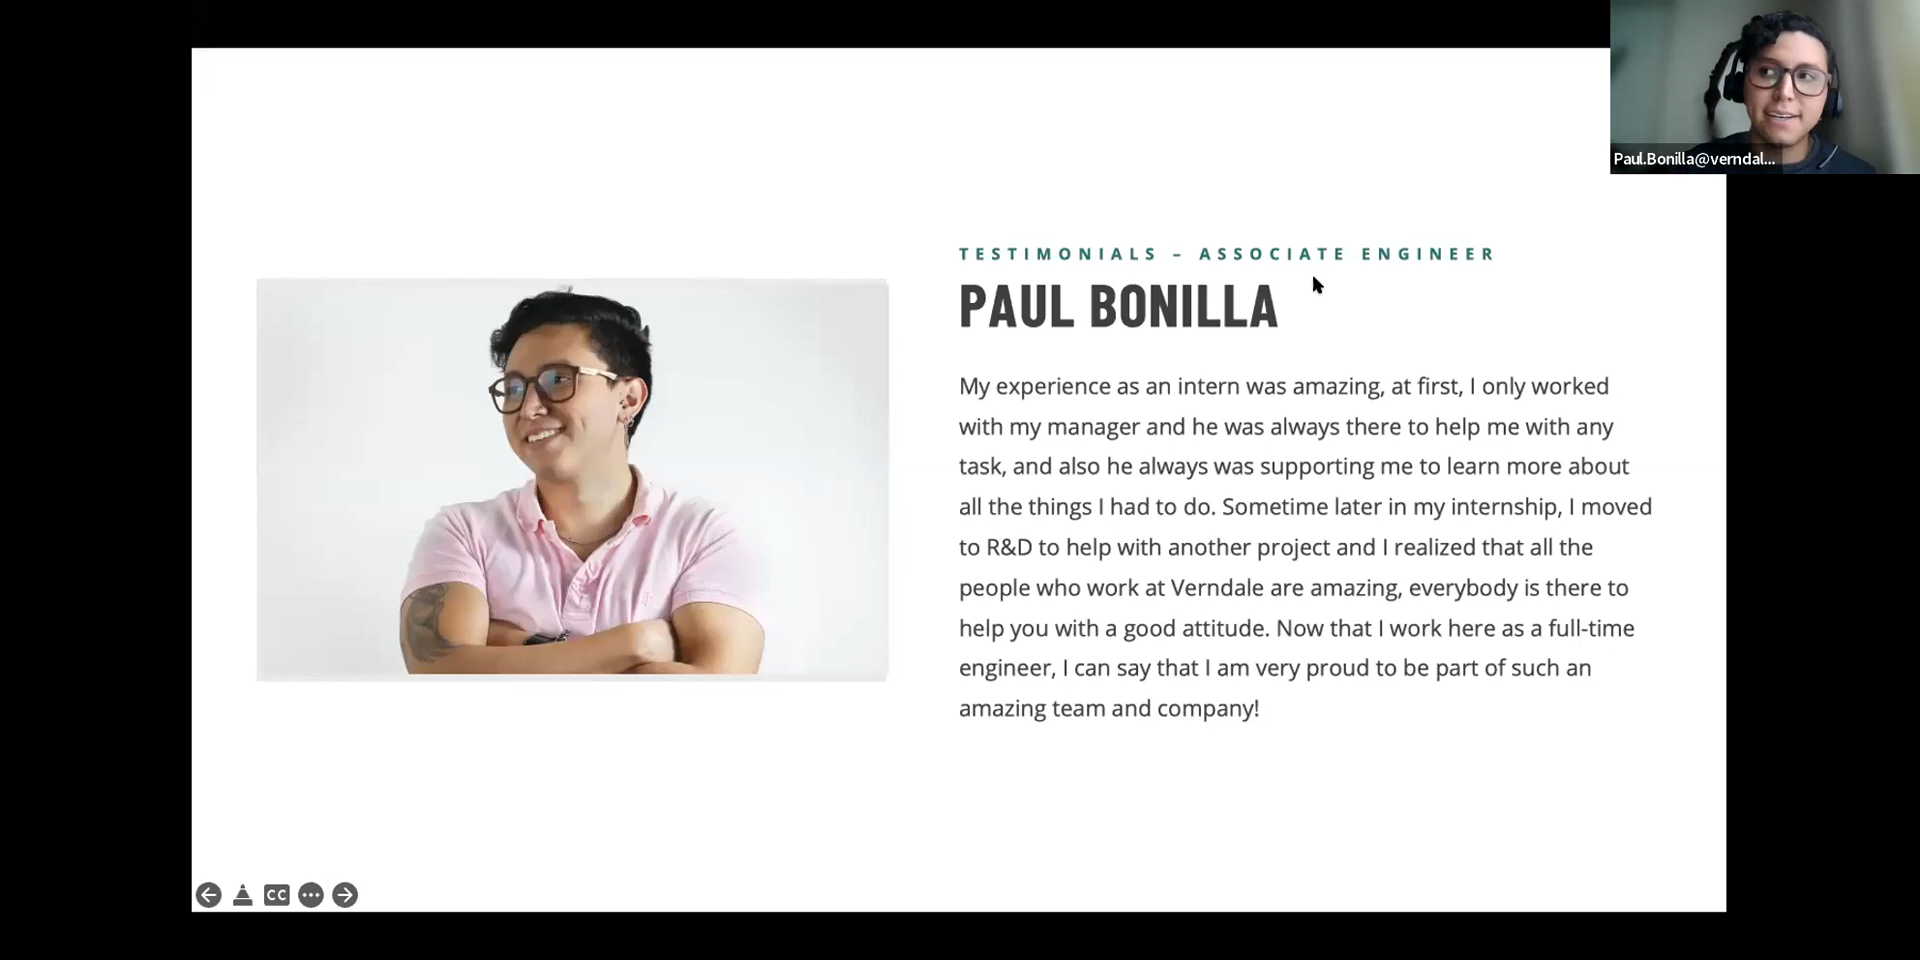 Paul.Bonilla@verndal...
TESTIMONIALS – ASSOCIATE ENGINEER
PAUL BONILLA
My experience as an intern was amazing, at first, I only worked
with my manager and he was always there to help me with any
task, and also he always was supporting me to learn more about
all the things I had to do. Sometime later in my internship, I moved
to R&D to help with another project and I realized that all the
people who work at Verndale are amazing, everybody is there to
help you with a good attitude. Now that I work here as a full-time
engineer, I can say that I am very proud to be part of such an
amazing team and company!
CC